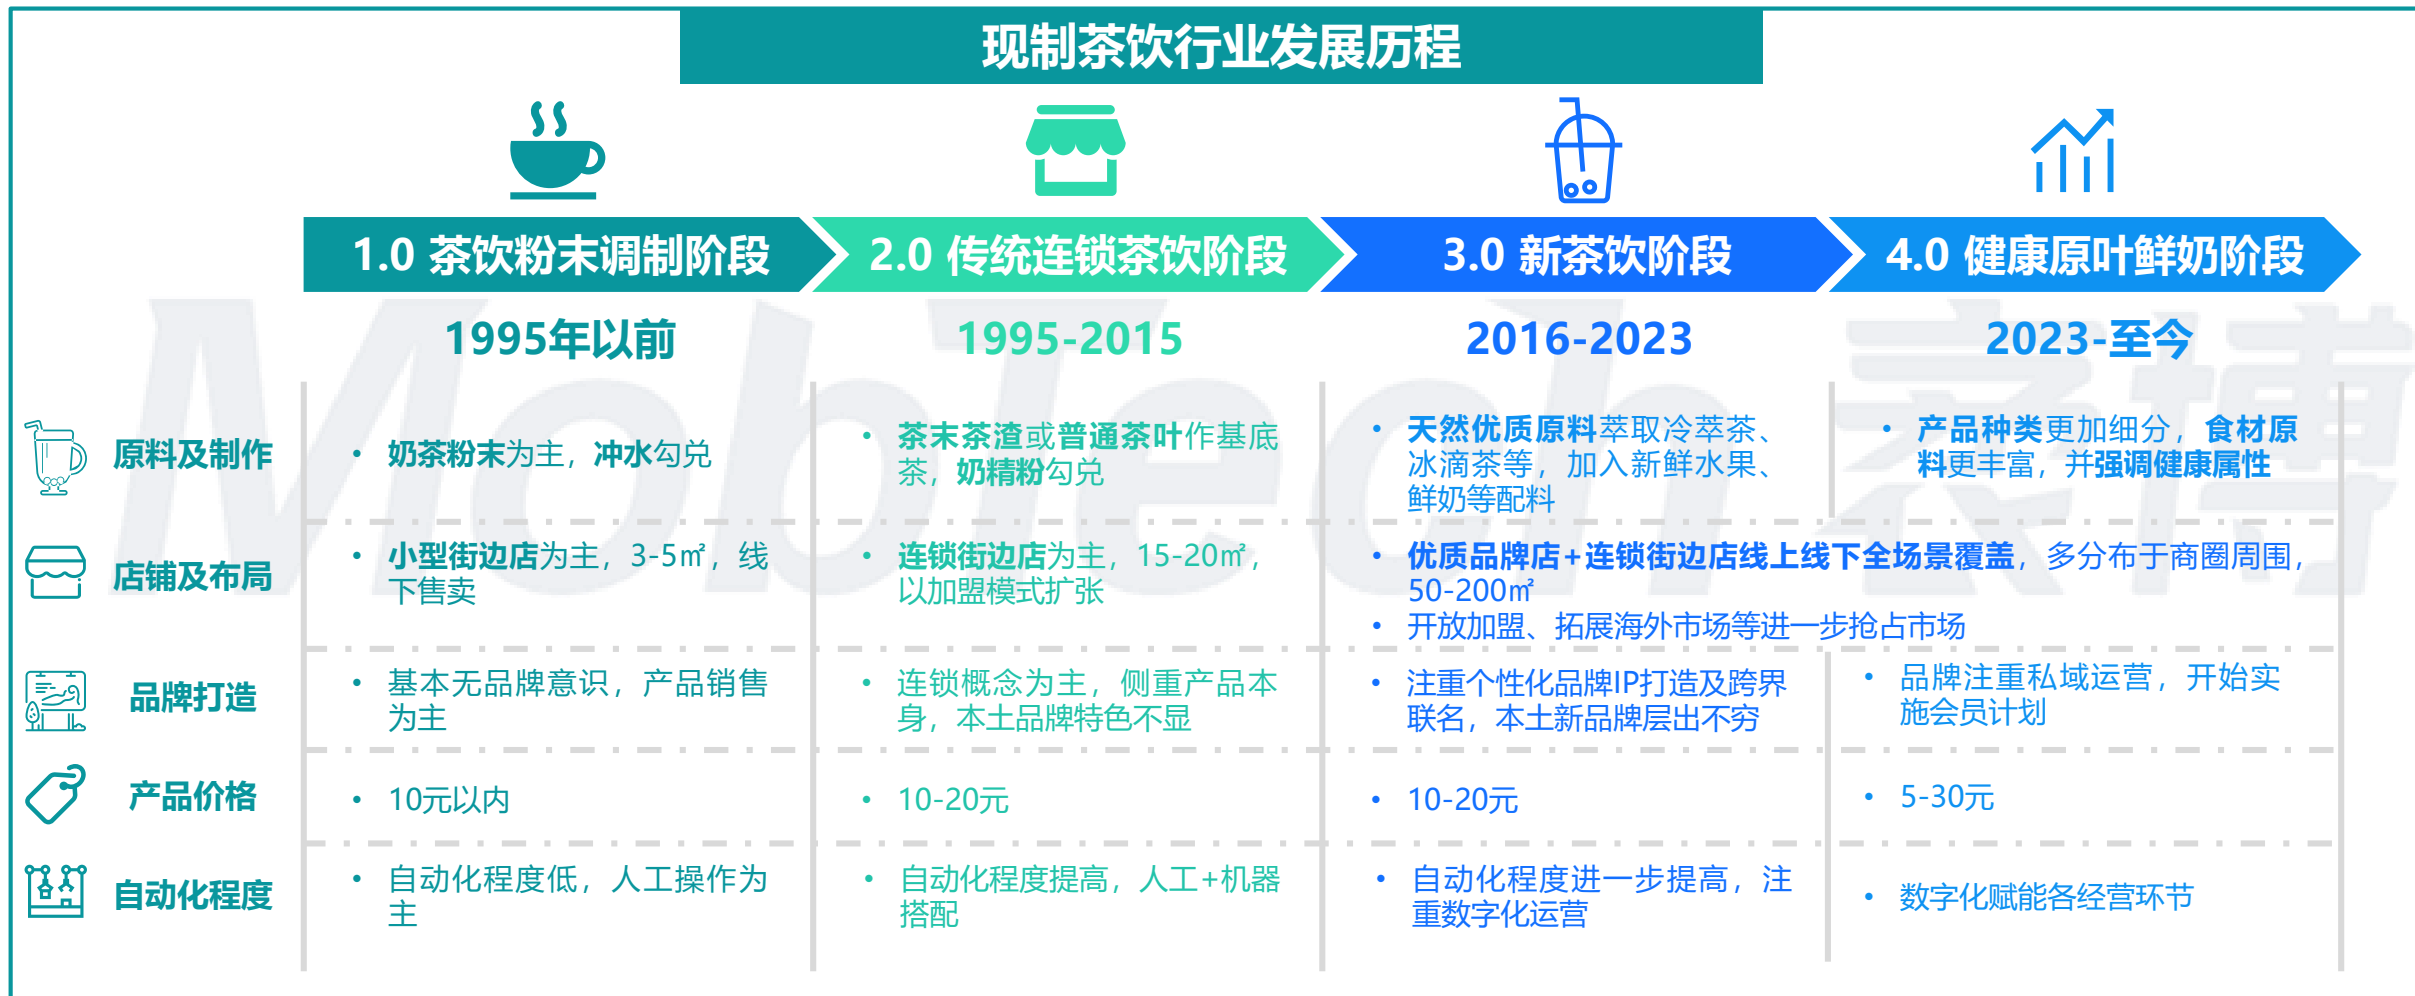 现制茶饮行业发展历程
1.0 茶饮粉末调制阶段
2.0 传统连锁茶饮阶段
3.0 新茶饮阶段
4.0 健康原叶鲜奶阶段
1995年以前
1995-2015
2016-2023
2023-至今
原料及制作
• 奶茶粉末为主，冲水勾兑
• 茶末茶渣或普通茶叶作基底
茶，奶精粉勾兑
• 天然优质原料萃取冷萃茶、
冰滴茶等，加入新鲜水果、
鲜奶等配料
• 产品种类更加细分，食材原
料更丰富，并强调健康属性
店铺及布局
• 小型街边店为主，3-5㎡，线
下售卖
• 连锁街边店为主，15-20㎡，
以加盟模式扩张
• 优质品牌店+连锁街边店线上线下全场景覆盖，多分布于商圈周围，
50-200㎡
• 开放加盟、拓展海外市场等进一步抢占市场
品牌打造
• 基本无品牌意识，产品销售
为主
• 连锁概念为主，侧重产品本
身，本土品牌特色不显
• 注重个性化品牌IP打造及跨界
联名，本土新品牌层出不穷
• 品牌注重私域运营，开始实
施会员计划
产品价格
• 10元以内
• 10-20元
• 10-20元
• 5-30元
自动化程度
• 自动化程度低，人工操作为
主
• 自动化程度提高，人工+机器
搭配
• 自动化程度进一步提高，注
重数字化运营
• 数字化赋能各经营环节
MobTech 袤博